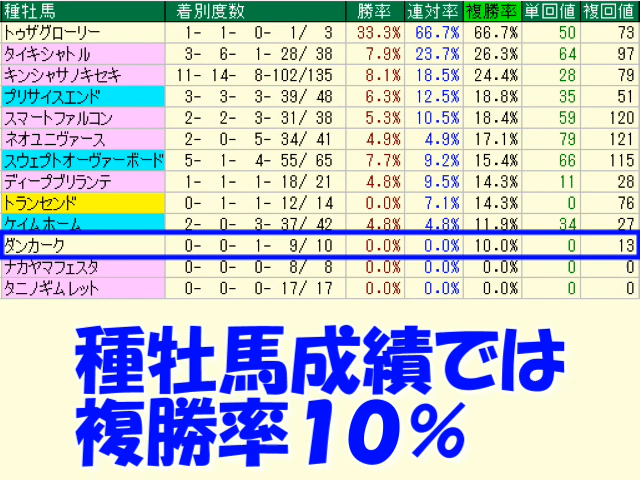 種牡馬 着別度数 勝率 連対率 複勝率 単回値 複回値
トゥザグローリー 1- 1- 0- 1/ 3 33.3% 66.7% 66.7% 50 73
タイキシャトル 3- 6- 1- 28/ 38 7.9% 23.7% 26.3% 64 97
キンシャサノキセキ 11- 14- 8-102/135 8.1% 18.5% 24.4% 28 79
プリサイスエンド 3- 3- 3- 39/ 48 6.3% 12.5% 18.8% 35 51
スマートファルコン 2- 2- 3- 31/ 38 5.3% 10.5% 18.4% 59 120
ネオユニヴァース 2- 0- 5- 34/ 41 4.9% 4.9% 17.1% 79 121
スウェプトオーヴァーボード 5- 1- 4- 55/ 65 7.7% 9.2% 15.4% 66 115
ディープブリランテ 1- 1- 1- 18/ 21 4.8% 9.5% 14.3% 11 28
トランセンド 0- 1- 1- 12/ 14 0.0% 7.1% 14.3% 0 76
ケイムホーム 2- 0- 3- 37/ 42 4.8% 4.8% 11.9% 34 27
ダンカーク 0- 0- 1- 9/ 10 0.0% 0.0% 10.0% 0 13
ナカヤマフェスタ 0- 0- 0- 8/ 8 0.0% 0.0% 0.0% 0 0
タニノギムレット 0- 0- 0- 17/ 17 0.0% 0.0% 0.0% 0 0
種牡馬成績では
複勝率10%